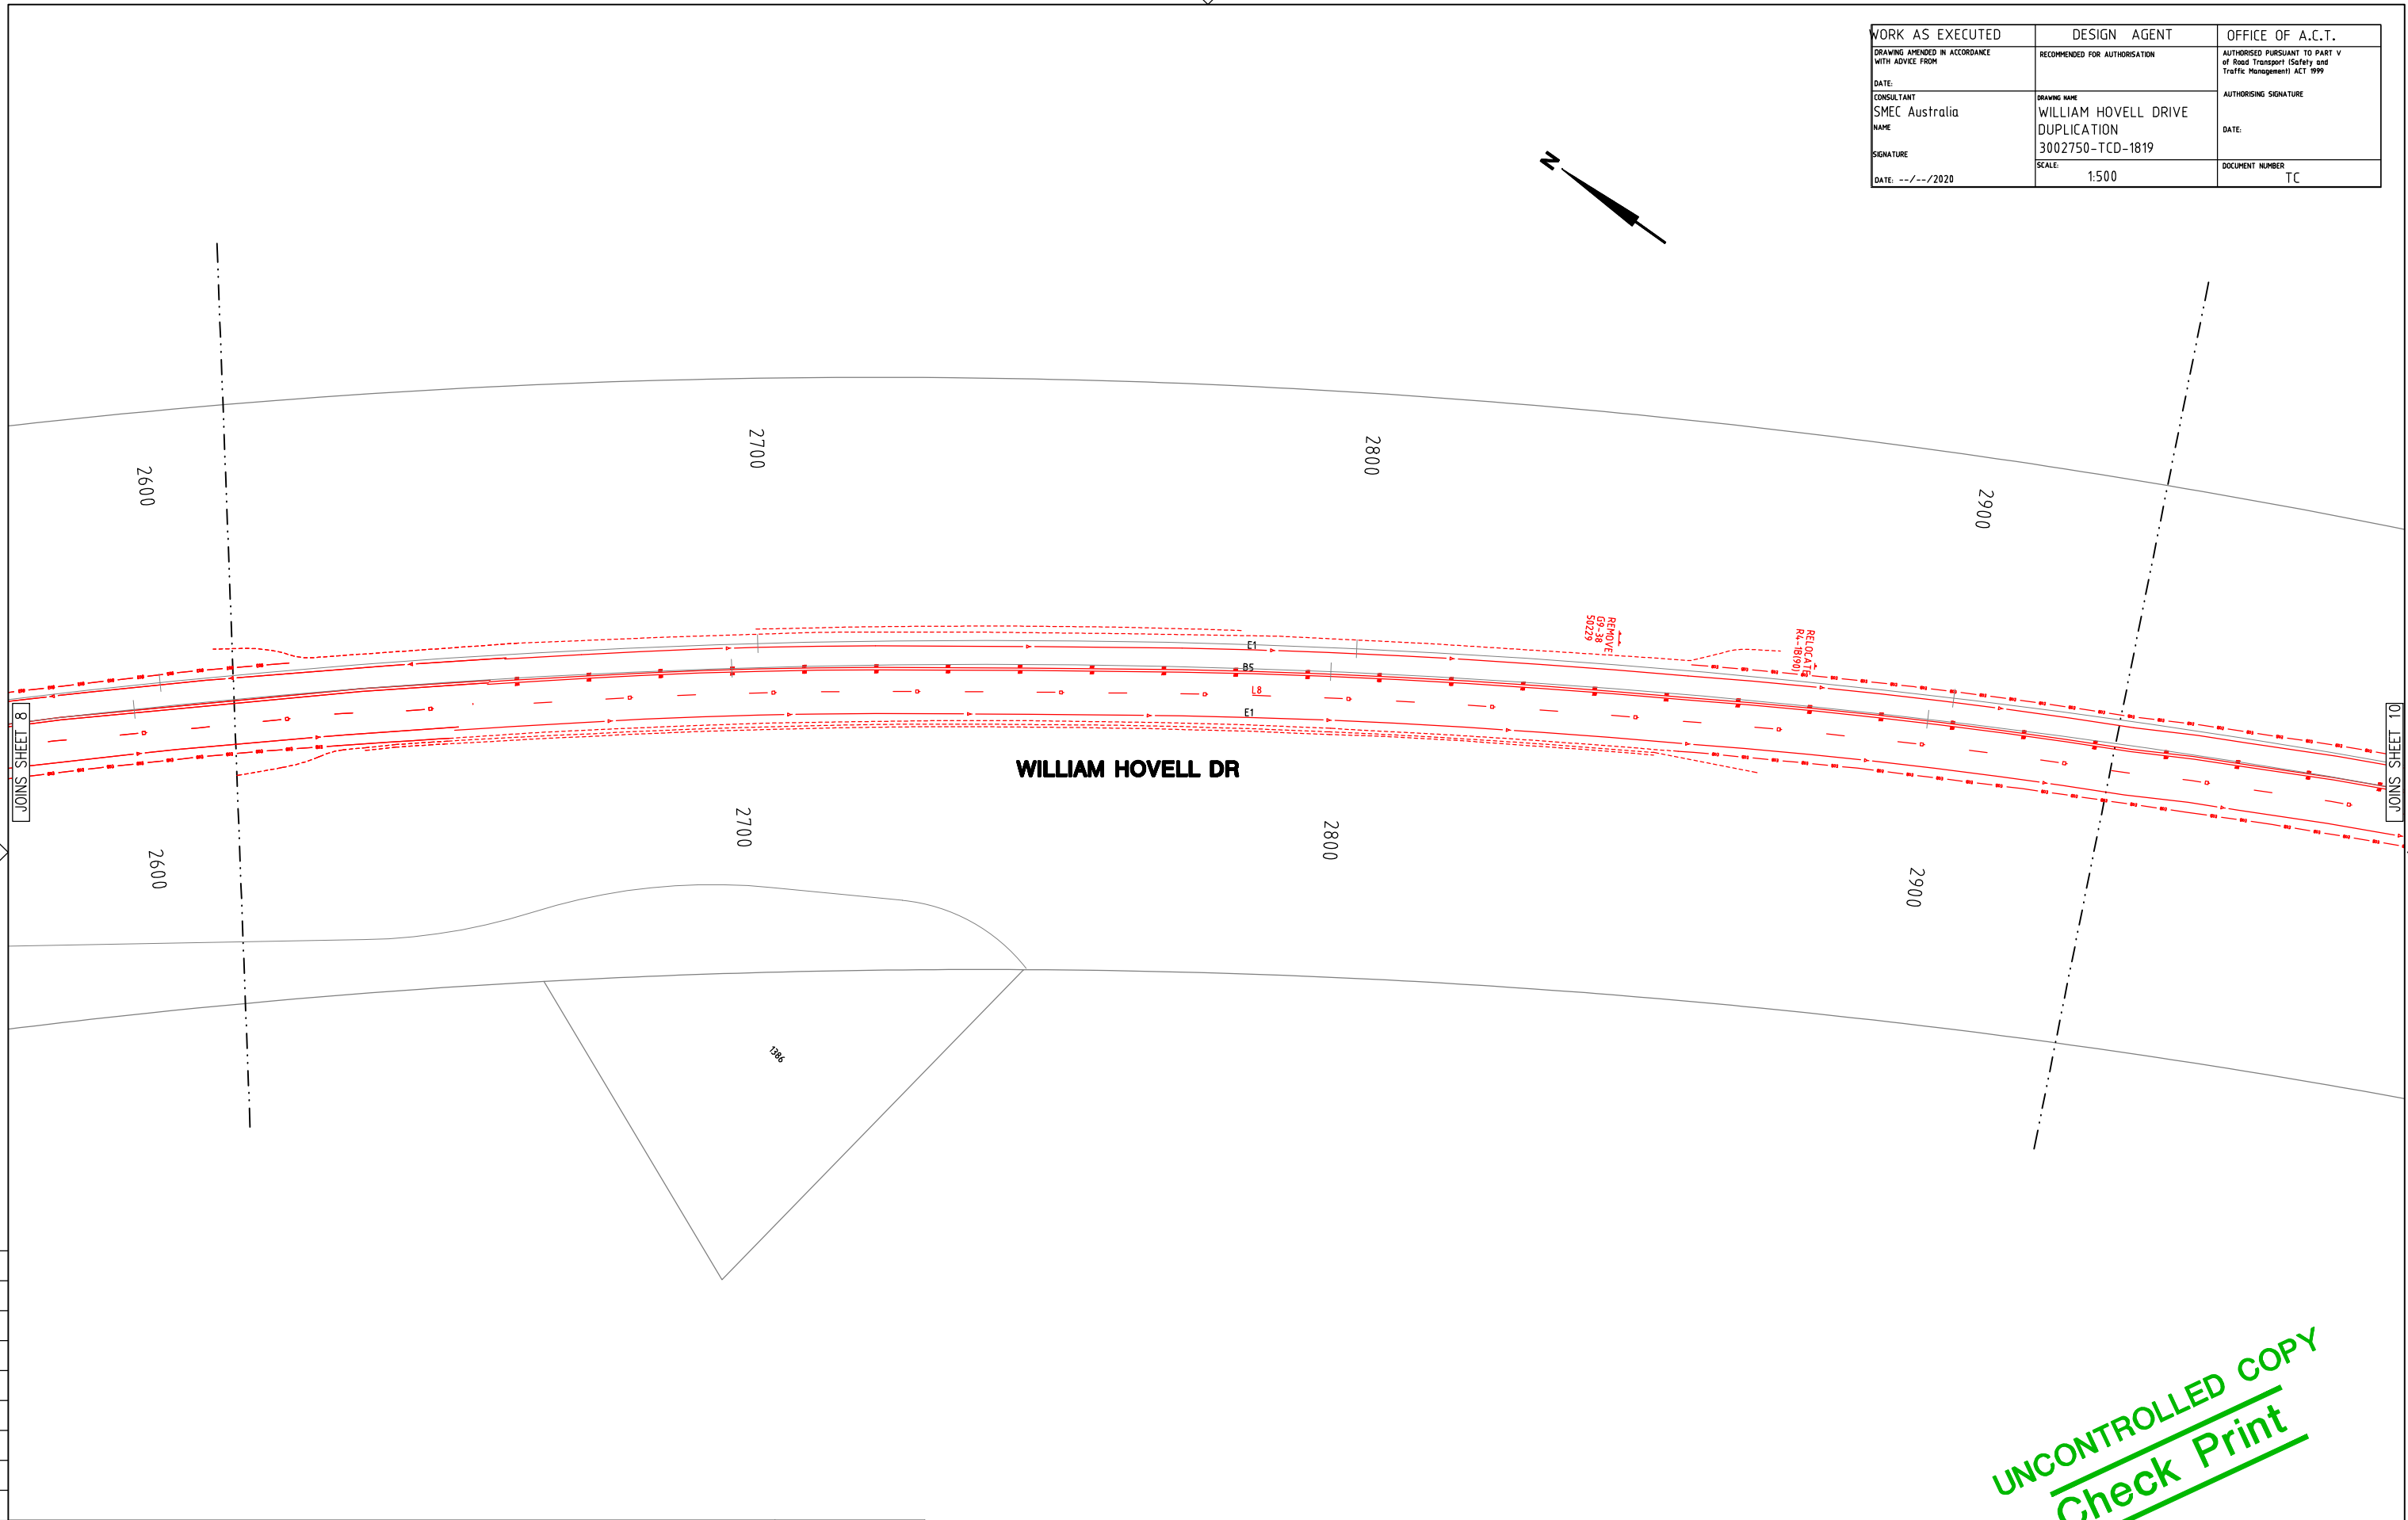 WORK AS EXECUTED
DRAWING AMENDED IN ACCORDANCE
WITH ADVICE FROM
DATE:
CONSULTANT
SMEC Australia
NAME
SIGNATURE
DATE: --/--/2020
DESIGN AGENT
RECOMMENDED FOR AUTHORISATION
DRAWING NAME
WILLIAM HOVELL DRIVE
DUPLICATION
3002750-TCD-1819
SCALE:
1:500
OFFICE OF A.C.T.
AUTHORISED PURSUANT TO PART V
of Road Transport (Safety and
Traffic Management) ACT 1999
AUTHORISING SIGNATURE
DATE:
DOCUMENT NUMBER
TC
N
2600
2700
2800
2900
REMOVE
G9-38
S0229
RELOCATE
R4-1B(90)
E1
B5
L8
E1
JOINS SHEET 8
JOINS SHEET 10
WILLIAM HOVELL DR
2600
2700
2800
2900
1386
UNCONTROLLED COPY
Check Print